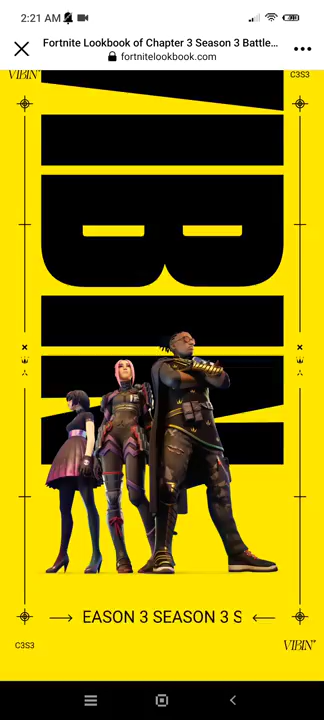 2:21 AM
Fortnite Lookbook of Chapter 3 Season 3 Battle...
fortnitelookbook.com
VIBIN'
C3S3
VIBIN
EASON 3 SEASON 3 S
C3S3
VIBIN'